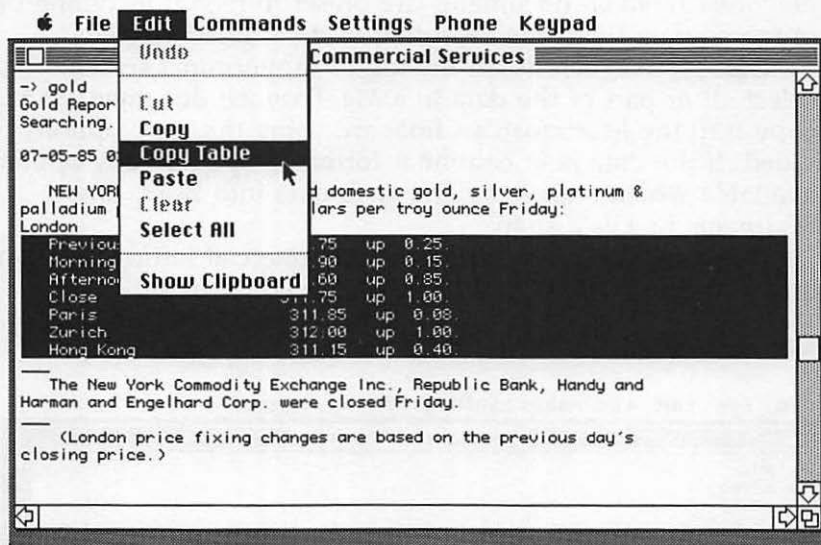 File Edit Commands Settings Phone Keypad
Commercial Services
Undo
Cut
Copy
Copy Table
Paste
Clear
Select All
Show Clipboard
-> gold
Gold Repor
Searching.
07-05-85
NEW YOR d domestic gold, silver, platinum &
palladium lars per troy ounce Friday:
London
Previou .75 up 0.25.
Morning .90 up 0.15.
Afterno .60 up 0.85.
Close 311.75 up 1.00.
Paris 311.85 up 0.08.
Zurich 312.00 up 1.00.
Hong Kong 311.15 up 0.40.
The New York Commodity Exchange Inc., Republic Bank, Handy and
Harman and Engelhard Corp. were closed Friday.
(London price fixing changes are based on the previous day's
closing price.)